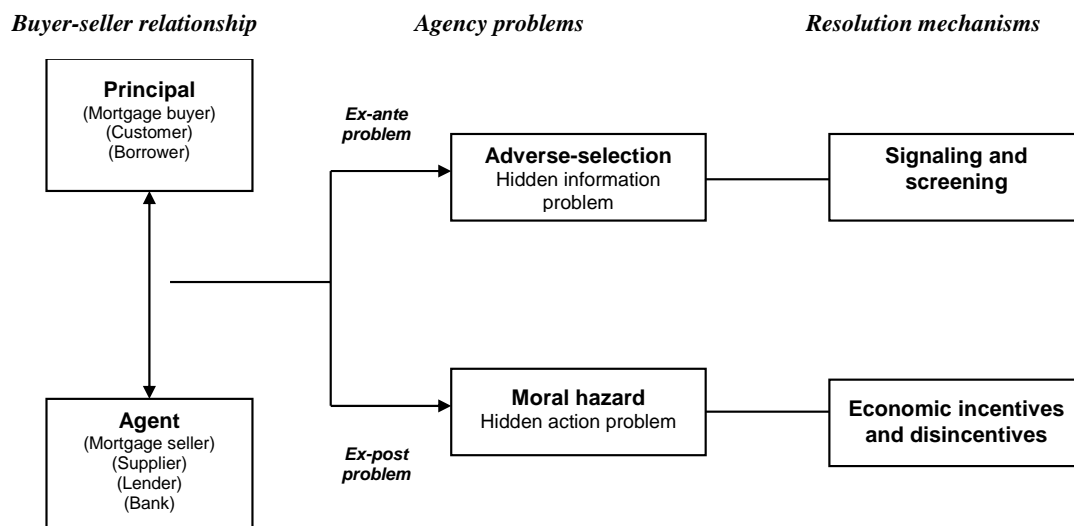 Buyer-seller relationship
Agency problems
Resolution mechanisms
Principal
(Mortgage buyer)
(Customer)
(Borrower)
Ex-ante
problem
Adverse-selection
Hidden information
problem
Signaling and
screening
Agent
(Mortgage seller)
(Supplier)
(Lender)
(Bank)
Ex-post
problem
Moral hazard
Hidden action problem
Economic incentives
and disincentives